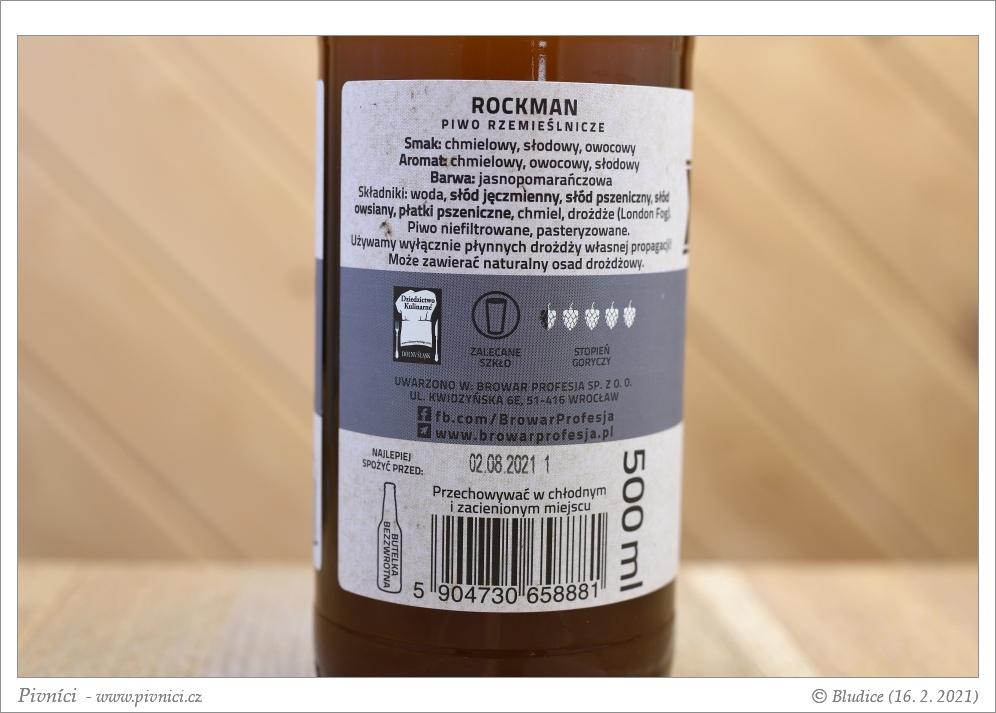 ROCKMAN
PIWO RZEMIEŚLNICZE
Smak: chmielowy, słodowy, owocowy
Aromat: chmielowy, owocowy, słodowy
Barwa: jasnopomarańczowa
Składniki: woda, słód jęczmienny, słód pszeniczny, słód
owsiany, płatki pszeniczne, chmiel, drożdże (London Fog).
Piwo niefiltrowane, pasteryzowane.
Używamy wyłącznie płynnych drożdży własnej propagacji!
Może zawierać naturalny osad drożdżowy.
Dziedzictwo
Kulinarne
DOLNY ŚLĄSK
ZALECANE
SZKŁO
STOPIEŃ
GORYCZY
UWARZONO W: BROWAR PROFESJA SP. Z O. O.
UL. KWIDZYŃSKA 6E, 51-416 WROCŁAW
fb.com/BrowarProfesja
www.browarprofesja.pl
NAJLEPIEJ
SPOŻYĆ PRZED:
02.08.2021 1
Przechowywać w chłodnym
i zacienionym miejscu
BUTELKA
BEZZWROTNA
5 904730 658881
500 ml
Pivníci - www.pivnici.cz
© Bludice (16. 2. 2021)